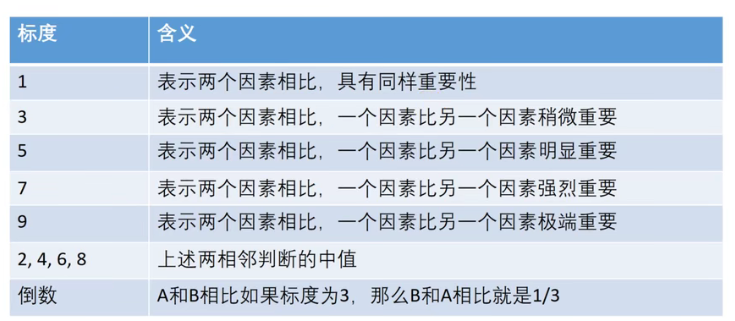 标度 含义
1 表示两个因素相比，具有同样重要性
3 表示两个因素相比，一个因素比另一个因素稍微重要
5 表示两个因素相比，一个因素比另一个因素明显重要
7 表示两个因素相比，一个因素比另一个因素强烈重要
9 表示两个因素相比，一个因素比另一个因素极端重要
2, 4, 6, 8 上述两相邻判断的中值
倒数 A和B相比如果标度为3，那么B和A相比就是1/3